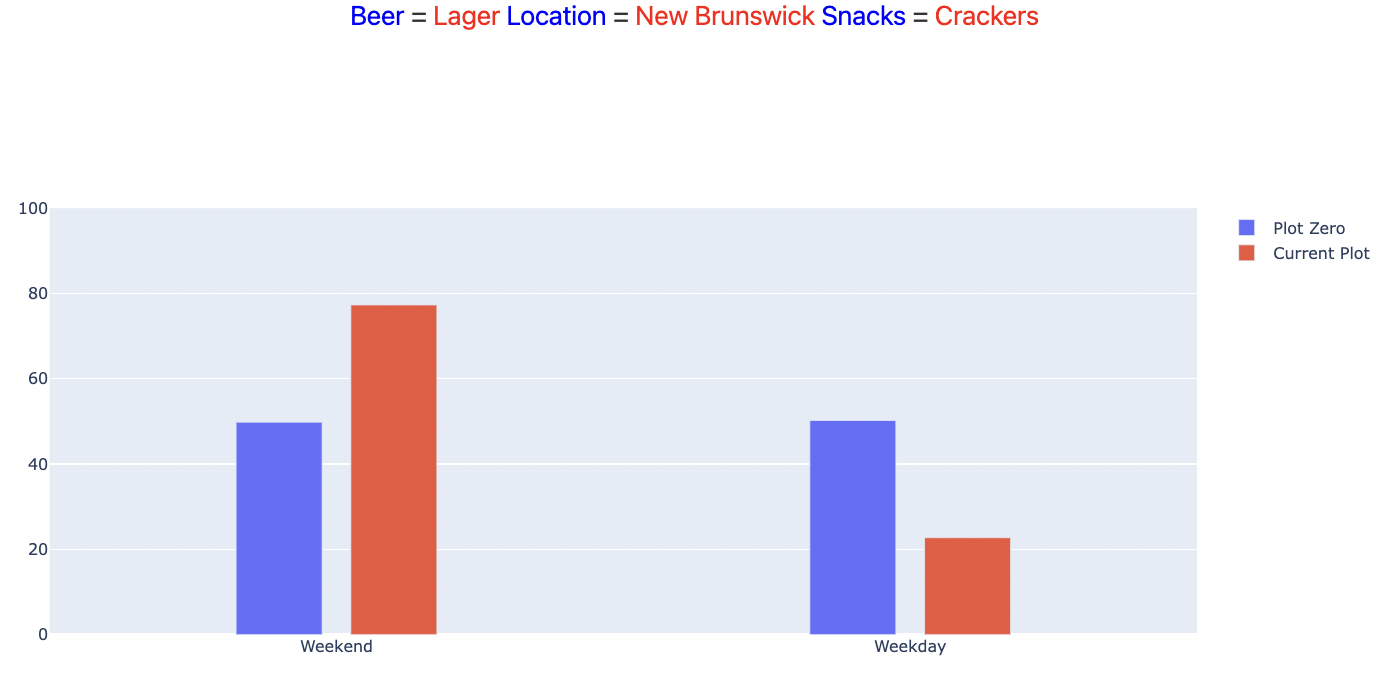 Beer = Lager Location = New Brunswick Snacks = Crackers
100
80
60
40
20
0
Weekend
Weekday
Plot Zero
Current Plot